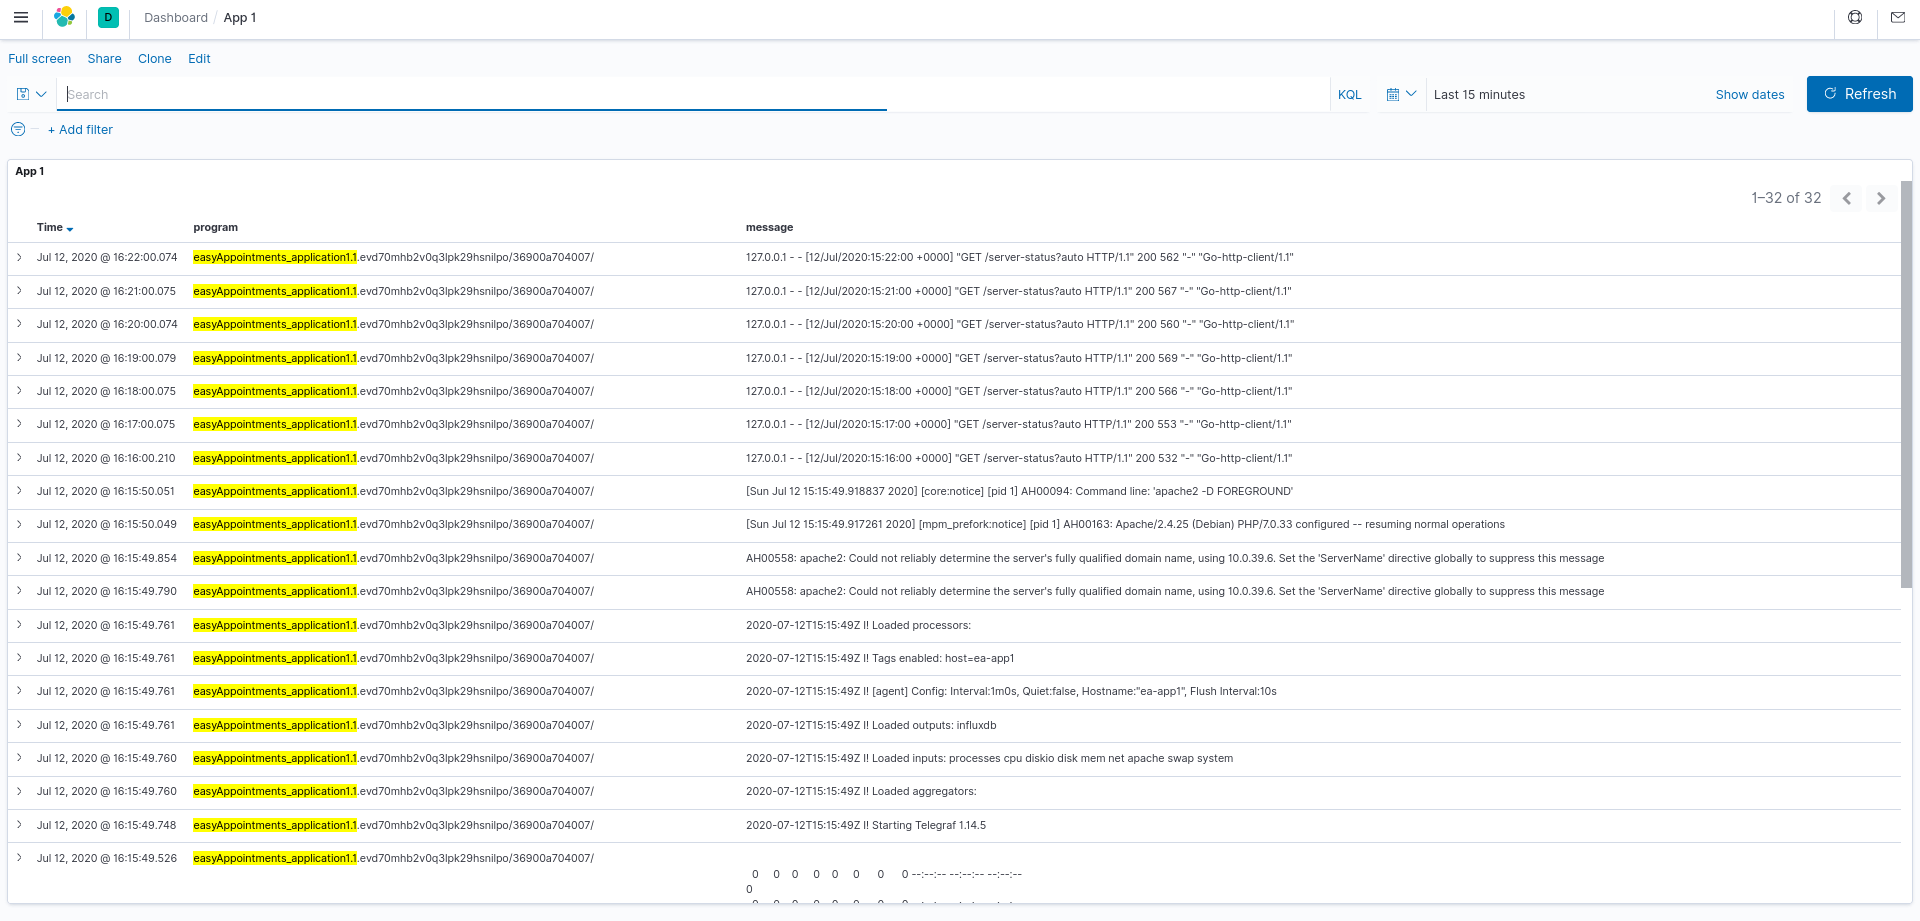 D Dashboard / App 1
Full screen Share Clone Edit
Search KQL Last 15 minutes Show dates Refresh
+ Add filter
App 1
1–32 of 32
Time program message
Jul 12, 2020 @ 16:22:00.074 easyAppointments_application1.1.evd70mhb2v0q3lpk29hsnilpo/36900a704007/ 127.0.0.1 - - [12/Jul/2020:15:22:00 +0000] "GET /server-status?auto HTTP/1.1" 200 562 "-" "Go-http-client/1.1"
Jul 12, 2020 @ 16:21:00.075 easyAppointments_application1.1.evd70mhb2v0q3lpk29hsnilpo/36900a704007/ 127.0.0.1 - - [12/Jul/2020:15:21:00 +0000] "GET /server-status?auto HTTP/1.1" 200 567 "-" "Go-http-client/1.1"
Jul 12, 2020 @ 16:20:00.074 easyAppointments_application1.1.evd70mhb2v0q3lpk29hsnilpo/36900a704007/ 127.0.0.1 - - [12/Jul/2020:15:20:00 +0000] "GET /server-status?auto HTTP/1.1" 200 560 "-" "Go-http-client/1.1"
Jul 12, 2020 @ 16:19:00.079 easyAppointments_application1.1.evd70mhb2v0q3lpk29hsnilpo/36900a704007/ 127.0.0.1 - - [12/Jul/2020:15:19:00 +0000] "GET /server-status?auto HTTP/1.1" 200 569 "-" "Go-http-client/1.1"
Jul 12, 2020 @ 16:18:00.075 easyAppointments_application1.1.evd70mhb2v0q3lpk29hsnilpo/36900a704007/ 127.0.0.1 - - [12/Jul/2020:15:18:00 +0000] "GET /server-status?auto HTTP/1.1" 200 566 "-" "Go-http-client/1.1"
Jul 12, 2020 @ 16:17:00.075 easyAppointments_application1.1.evd70mhb2v0q3lpk29hsnilpo/36900a704007/ 127.0.0.1 - - [12/Jul/2020:15:17:00 +0000] "GET /server-status?auto HTTP/1.1" 200 553 "-" "Go-http-client/1.1"
Jul 12, 2020 @ 16:16:00.210 easyAppointments_application1.1.evd70mhb2v0q3lpk29hsnilpo/36900a704007/ 127.0.0.1 - - [12/Jul/2020:15:16:00 +0000] "GET /server-status?auto HTTP/1.1" 200 532 "-" "Go-http-client/1.1"
Jul 12, 2020 @ 16:15:50.051 easyAppointments_application1.1.evd70mhb2v0q3lpk29hsnilpo/36900a704007/ [Sun Jul 12 15:15:49.918837 2020] [core:notice] [pid 1] AH00094: Command line: 'apache2 -D FOREGROUND'
Jul 12, 2020 @ 16:15:50.049 easyAppointments_application1.1.evd70mhb2v0q3lpk29hsnilpo/36900a704007/ [Sun Jul 12 15:15:49.917261 2020] [mpm_prefork:notice] [pid 1] AH00163: Apache/2.4.25 (Debian) PHP/7.0.33 configured -- resuming normal operations
Jul 12, 2020 @ 16:15:49.854 easyAppointments_application1.1.evd70mhb2v0q3lpk29hsnilpo/36900a704007/ AH00558: apache2: Could not reliably determine the server's fully qualified domain name, using 10.0.39.6. Set the 'ServerName' directive globally to suppress this message
Jul 12, 2020 @ 16:15:49.790 easyAppointments_application1.1.evd70mhb2v0q3lpk29hsnilpo/36900a704007/ AH00558: apache2: Could not reliably determine the server's fully qualified domain name, using 10.0.39.6. Set the 'ServerName' directive globally to suppress this message
Jul 12, 2020 @ 16:15:49.761 easyAppointments_application1.1.evd70mhb2v0q3lpk29hsnilpo/36900a704007/ 2020-07-12T15:15:49Z I! Loaded processors:
Jul 12, 2020 @ 16:15:49.761 easyAppointments_application1.1.evd70mhb2v0q3lpk29hsnilpo/36900a704007/ 2020-07-12T15:15:49Z I! Tags enabled: host=ea-app1
Jul 12, 2020 @ 16:15:49.761 easyAppointments_application1.1.evd70mhb2v0q3lpk29hsnilpo/36900a704007/ 2020-07-12T15:15:49Z I! [agent] Config: Interval:1m0s, Quiet:false, Hostname:"ea-app1", Flush Interval:10s
Jul 12, 2020 @ 16:15:49.761 easyAppointments_application1.1.evd70mhb2v0q3lpk29hsnilpo/36900a704007/ 2020-07-12T15:15:49Z I! Loaded outputs: influxdb
Jul 12, 2020 @ 16:15:49.760 easyAppointments_application1.1.evd70mhb2v0q3lpk29hsnilpo/36900a704007/ 2020-07-12T15:15:49Z I! Loaded inputs: processes cpu diskio disk mem net apache swap system
Jul 12, 2020 @ 16:15:49.760 easyAppointments_application1.1.evd70mhb2v0q3lpk29hsnilpo/36900a704007/ 2020-07-12T15:15:49Z I! Loaded aggregators:
Jul 12, 2020 @ 16:15:49.748 easyAppointments_application1.1.evd70mhb2v0q3lpk29hsnilpo/36900a704007/ 2020-07-12T15:15:49Z I! Starting Telegraf 1.14.5
Jul 12, 2020 @ 16:15:49.526 easyAppointments_application1.1.evd70mhb2v0q3lpk29hsnilpo/36900a704007/
0 0 0 0 0 0 0 0 --:--:-- --:--:-- --:--:--
0